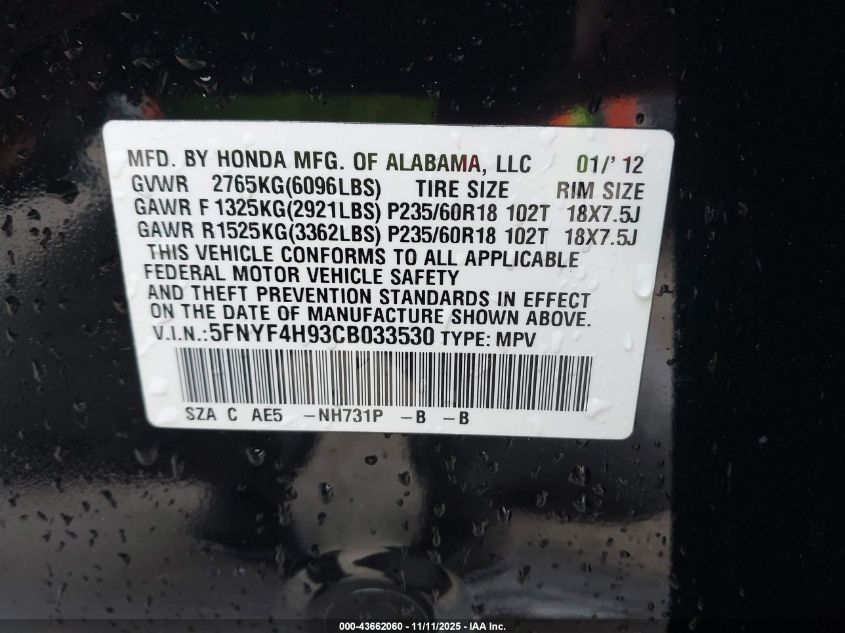 MFD. BY HONDA MFG. OF ALABAMA, LLC 01/' 12
GVWR 2765KG(6096LBS) TIRE SIZE RIM SIZE
GAWR F 1325KG(2921LBS) P235/60R18 102T 18X7.5J
GAWR R1525KG(3362LBS) P235/60R18 102T 18X7.5J
THIS VEHICLE CONFORMS TO ALL APPLICABLE
FEDERAL MOTOR VEHICLE SAFETY
AND THEFT PREVENTION STANDARDS IN EFFECT
ON THE DATE OF MANUFACTURE SHOWN ABOVE.
V.I.N.:5FNYF4H93CB033530 TYPE: MPV
SZA C AE5 -NH731P -B -B
000-43662060 - 11/11/2025 - IAA Inc.